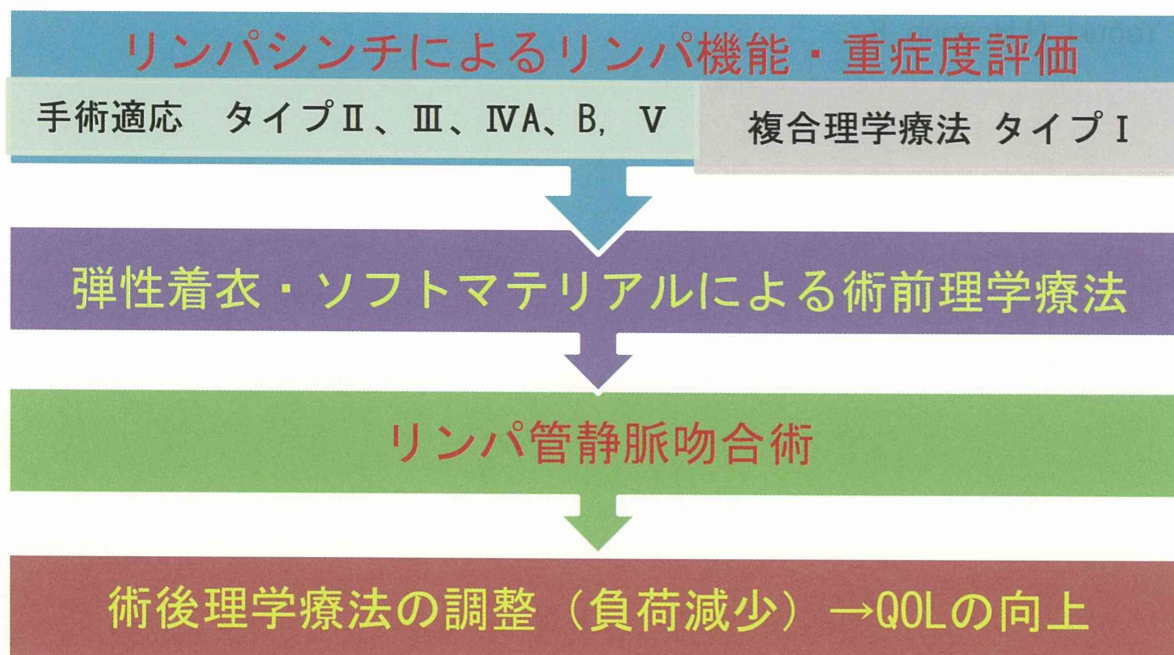 リンパシンチによるリンパ機能・重症度評価
手術適応 タイプⅡ、Ⅲ、ⅣA、B, Ⅴ
複合理学療法 タイプⅠ
弾性着衣・ソフトマテリアルによる術前理学療法
リンパ管静脈吻合術
術後理学療法の調整（負荷減少）→QOLの向上